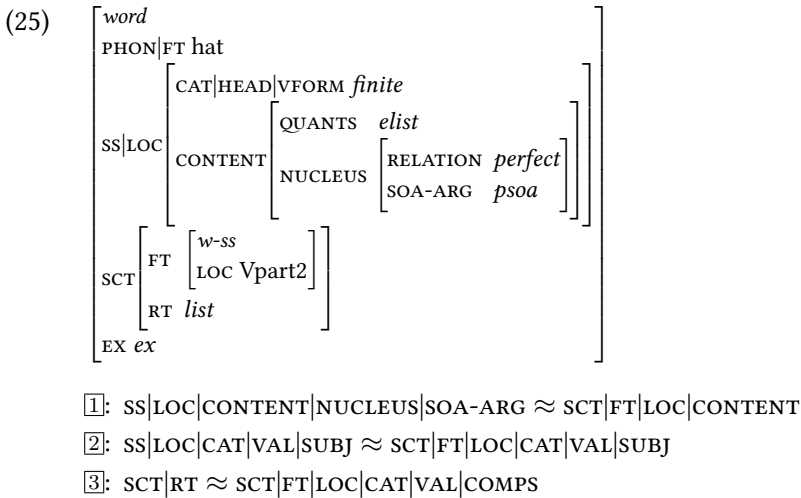 (25)
word
PHON|FT hat
CAT|HEAD|VFORM finite
QUANTS elist
SS|LOC
CONTENT
NUCLEUS
RELATION perfect
SOA-ARG psoa
w-ss
FT
LOC Vpart2
SCT
RT list
EX ex
1: SS|LOC|CONTENT|NUCLEUS|SOA-ARG ≈ SCT|FT|LOC|CONTENT
2: SS|LOC|CAT|VAL|SUBJ ≈ SCT|FT|LOC|CAT|VAL|SUBJ
3: SCT|RT ≈ SCT|FT|LOC|CAT|VAL|COMPS